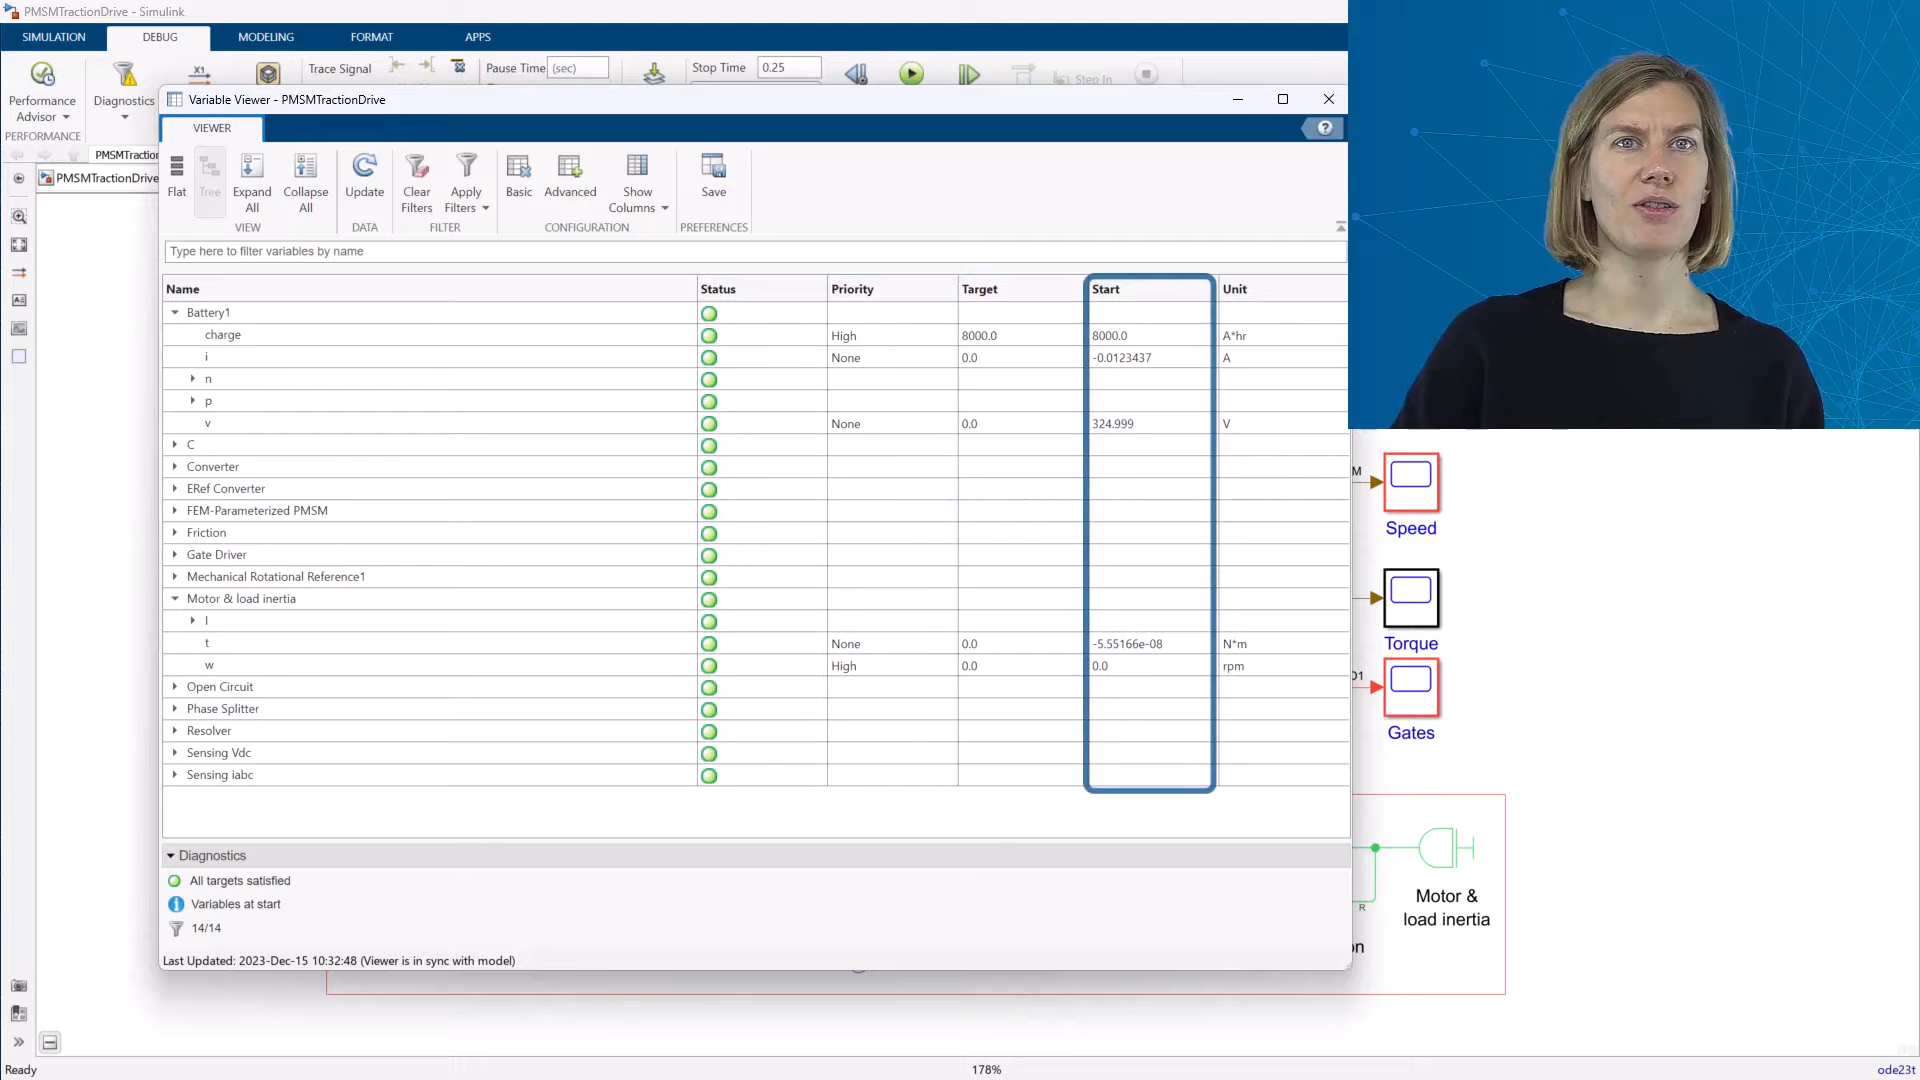 PMSMTractionDrive - Simulink
SIMULATION DEBUG MODELING FORMAT APPS
Performance Advisor
PERFORMANCE
Diagnostics
Trace Signal
Pause Time (sec)
Stop Time 0.25
Step In
PMSMTraction
PMSMTractionDrive
Variable Viewer - PMSMTractionDrive
VIEWER
Flat
Tree
Expand All
Collapse All
VIEW
Update
DATA
Clear Filters
Apply Filters
FILTER
Basic
Advanced
Show Columns
CONFIGURATION
Save
PREFERENCES
Type here to filter variables by name
Name Status Priority Target Start Unit
Battery1
charge High 8000.0 8000.0 A*hr
i None 0.0 -0.0123437 A
n
p
v None 0.0 324.999 V
C
Converter
ERef Converter
FEM-Parameterized PMSM
Friction
Gate Driver
Mechanical Rotational Reference1
Motor & load inertia
I
t None 0.0 -5.55166e-08 N*m
w High 0.0 0.0 rpm
Open Circuit
Phase Splitter
Resolver
Sensing Vdc
Sensing iabc
Diagnostics
All targets satisfied
Variables at start
14/14
Last Updated: 2023-Dec-15 10:32:48 (Viewer is in sync with model)
M
Speed
Torque
Gates
R
Motor &
load inertia
on
Ready 178% ode23t